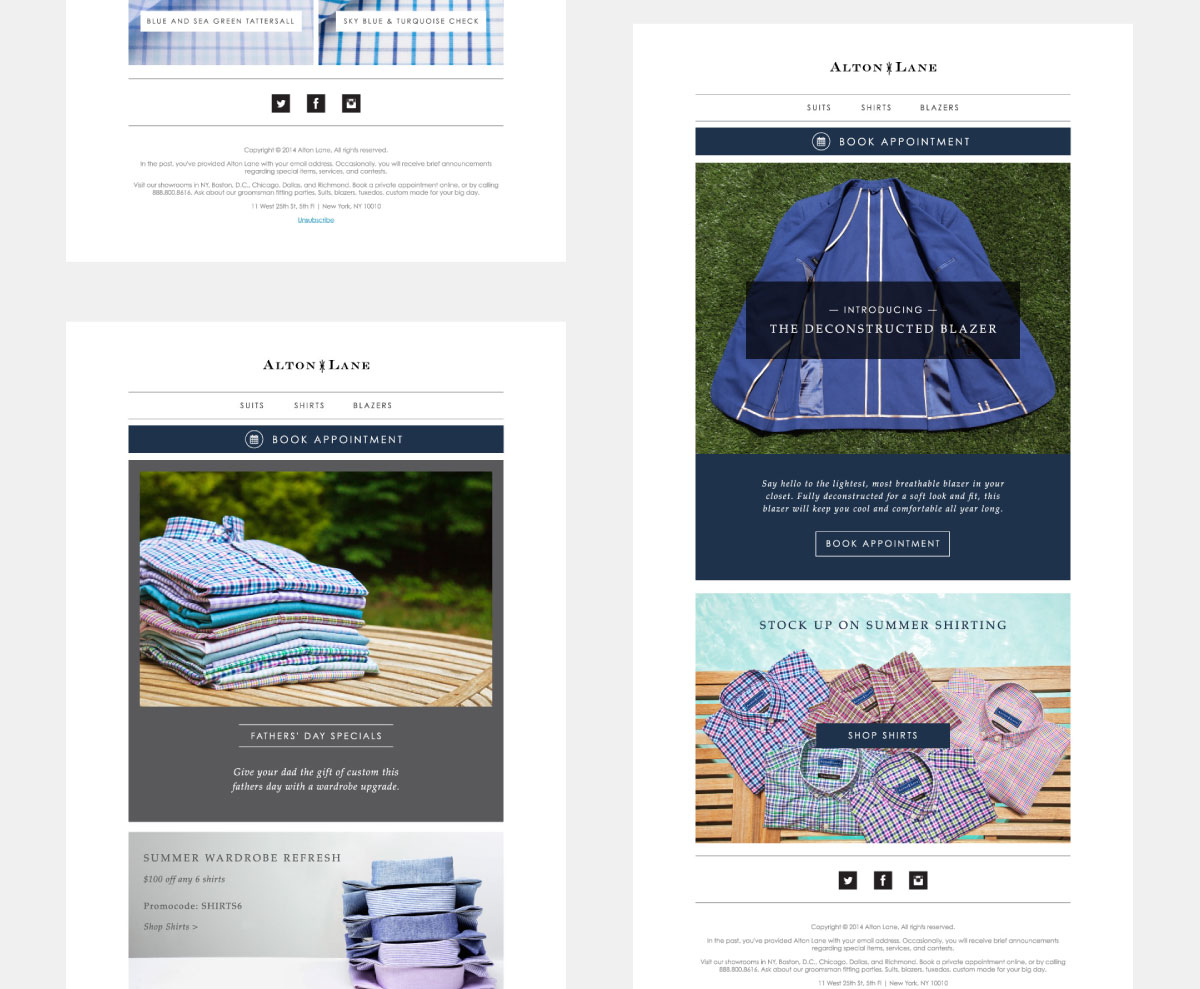 BLUE AND SEA GREEN TATTERSALL
SKY BLUE & TURQUOISE CHECK
Copyright © 2014 Alton Lane, All rights reserved.
In the past, you've provided Alton Lane with your email address. Occasionally, you will receive brief announcements
regarding special items, services, and contests.
Visit our showrooms in NY, Boston, D.C., Chicago, Dallas, and Richmond. Book a private appointment online, or by calling
888.800.8616. Ask about our groomsman fitting parties. Suits, blazers, tuxedos, custom made for your big day.
11 West 25th St, 5th Fl | New York, NY 10010
Unsubscribe
ALTON LANE
SUITS SHIRTS BLAZERS
BOOK APPOINTMENT
FATHERS' DAY SPECIALS
Give your dad the gift of custom this
fathers day with a wardrobe upgrade.
SUMMER WARDROBE REFRESH
$100 off any 6 shirts
Promocode: SHIRTS6
Shop Shirts >
ALTON LANE
SUITS SHIRTS BLAZERS
BOOK APPOINTMENT
— INTRODUCING —
THE DECONSTRUCTED BLAZER
Say hello to the lightest, most breathable blazer in your
closet. Fully deconstructed for a soft look and fit, this
blazer will keep you cool and comfortable all year long.
BOOK APPOINTMENT
STOCK UP ON SUMMER SHIRTING
SHOP SHIRTS
Copyright © 2014 Alton Lane, All rights reserved.
In the past, you've provided Alton Lane with your email address. Occasionally, you will receive brief announcements
regarding special items, services, and contests.
Visit our showrooms in NY, Boston, D.C., Chicago, Dallas, and Richmond. Book a private appointment online, or by calling
888.800.8616. Ask about our groomsman fitting parties. Suits, blazers, tuxedos, custom made for your big day.
11 West 25th St, 5th Fl | New York, NY 10010